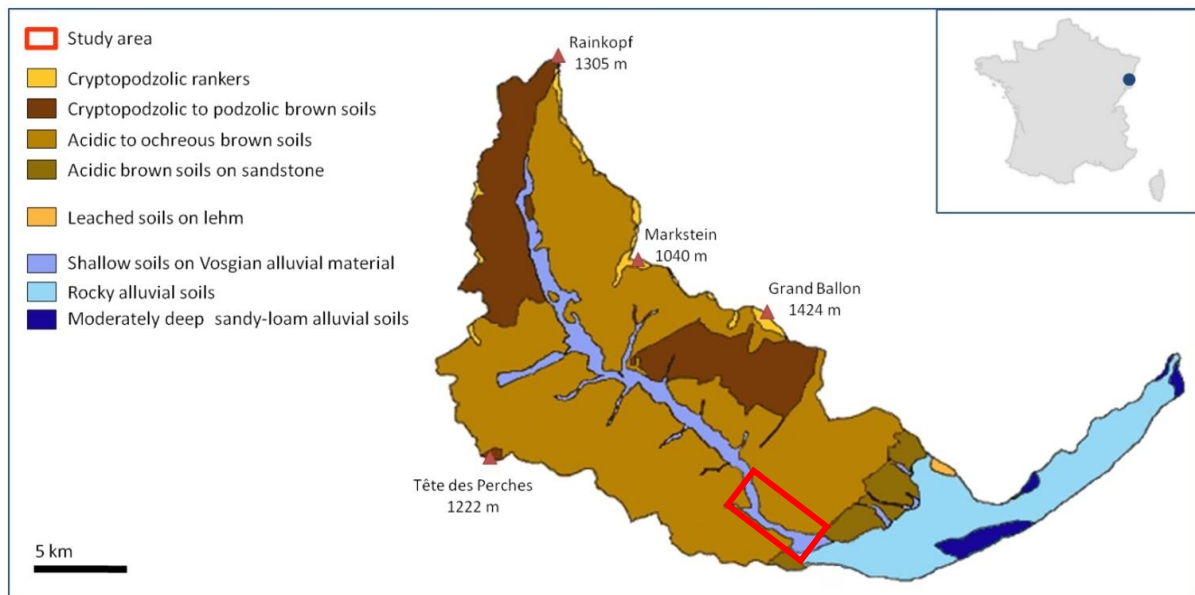 Study area
Cryptopodzolic rankers
Cryptopodzolic to podzolic brown soils
Acidic to ochreous brown soils
Acidic brown soils on sandstone
Leached soils on lehm
Shallow soils on Vosgian alluvial material
Rocky alluvial soils
Moderately deep sandy-loam alluvial soils
Rainkopf
1305 m
Markstein
1040 m
Grand Ballon
1424 m
Tête des Perches
1222 m
5 km